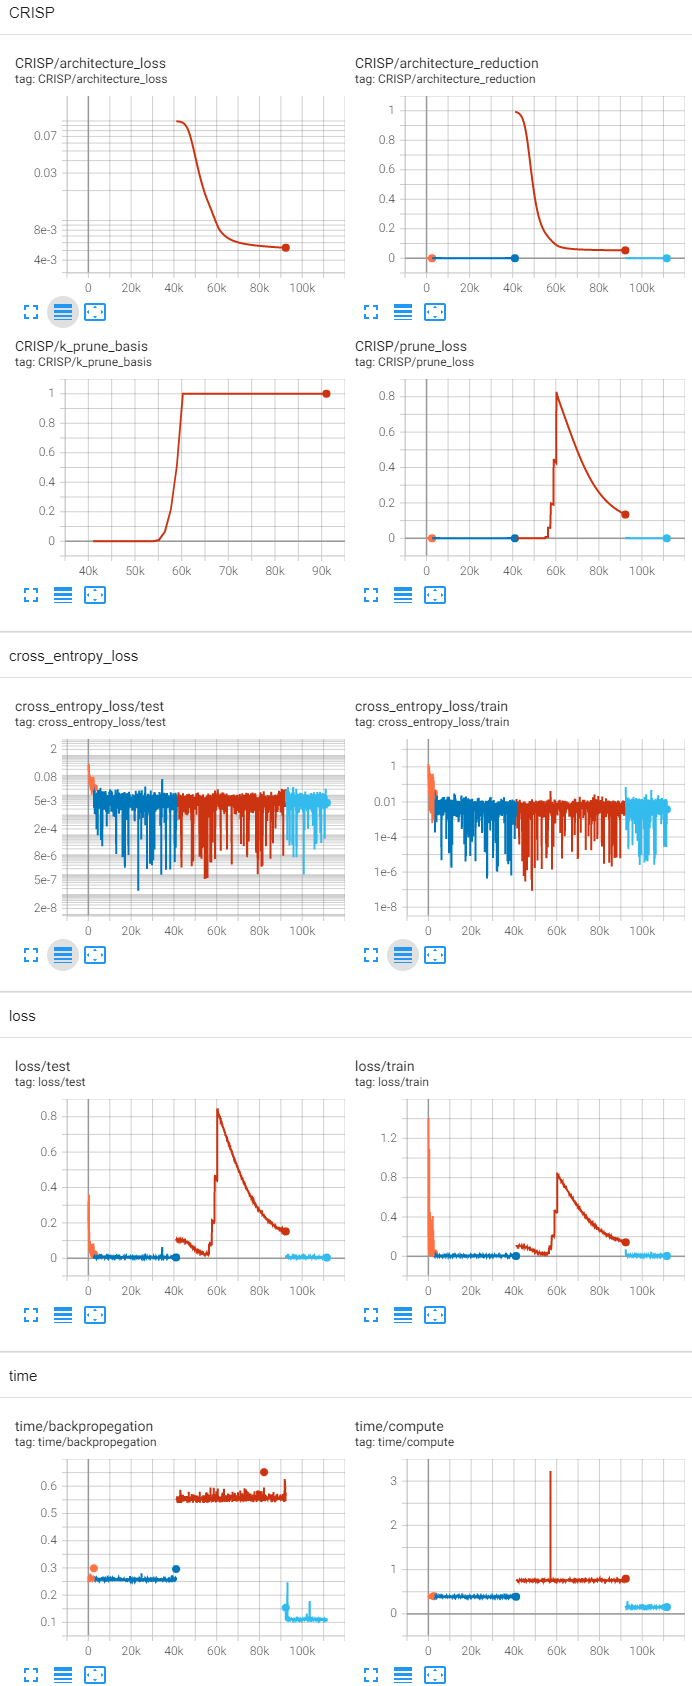 CRISP
CRISP/architecture_loss
tag: CRISP/architecture_loss
0.07
0.03
8e-3
4e-3
0 20k 40k 60k 80k 100k
CRISP/architecture_reduction
tag: CRISP/architecture_reduction
1
0.8
0.6
0.4
0.2
0
0 20k 40k 60k 80k 100k
CRISP/k_prune_basis
tag: CRISP/k_prune_basis
1
0.8
0.6
0.4
0.2
0
40k 50k 60k 70k 80k 90k
CRISP/prune_loss
tag: CRISP/prune_loss
0.8
0.6
0.4
0.2
0
0 20k 40k 60k 80k 100k
cross_entropy_loss
cross_entropy_loss/test
tag: cross_entropy_loss/test
2
0.08
5e-3
2e-4
8e-6
5e-7
2e-8
0 20k 40k 60k 80k 100k
cross_entropy_loss/train
tag: cross_entropy_loss/train
1
0.01
1e-4
1e-6
1e-8
0 20k 40k 60k 80k 100k
loss
loss/test
tag: loss/test
0.8
0.6
0.4
0.2
0
0 20k 40k 60k 80k 100k
loss/train
tag: loss/train
1.2
0.8
0.4
0
0 20k 40k 60k 80k 100k
time
time/backpropegation
tag: time/backpropegation
0.6
0.5
0.4
0.3
0.2
0.1
0 20k 40k 60k 80k 100k
time/compute
tag: time/compute
3
2
1
0
0 20k 40k 60k 80k 100k